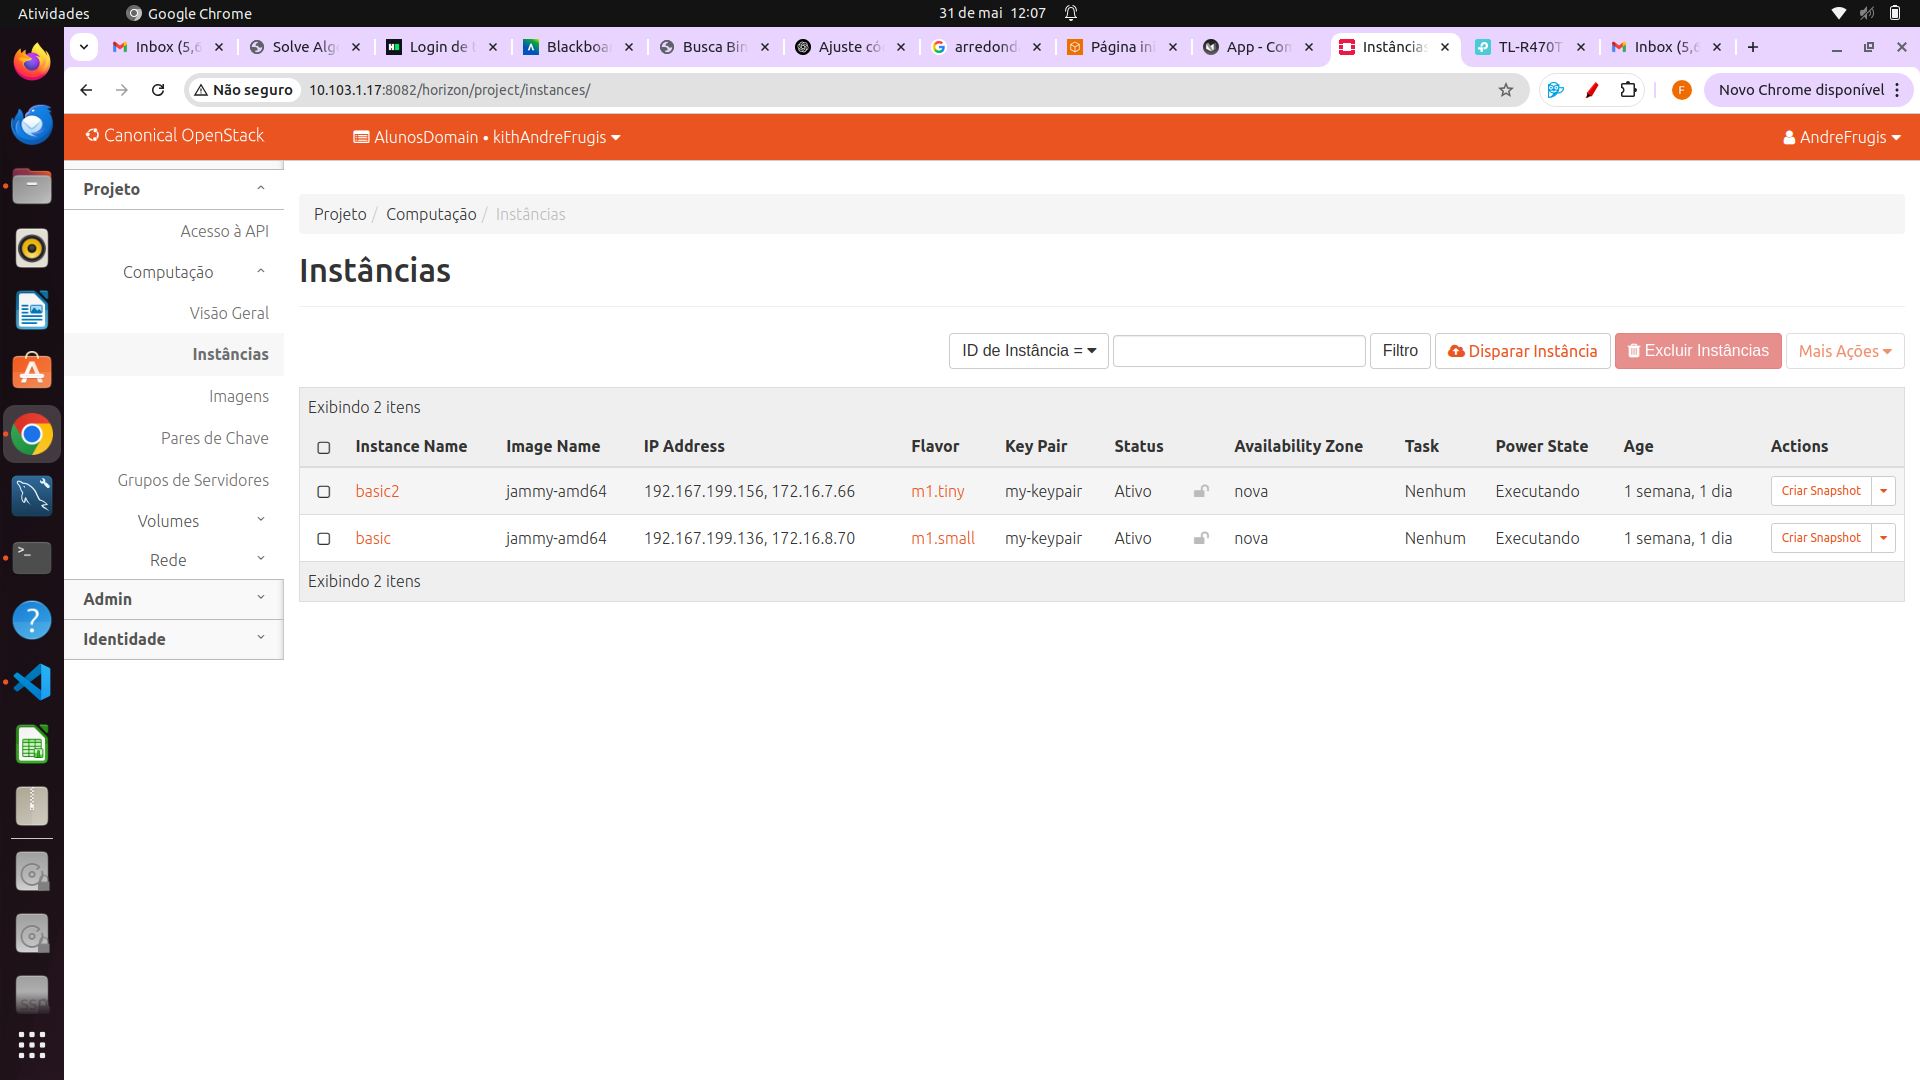 Atividades Google Chrome 31 de mai 12:07
Inbox (5,6 Solve Alg Login de Blackboa Busca Bin Ajuste có arredond Página ini App - Con Instâncias TL-R470T Inbox (5,6
Não seguro 10.103.1.17:8082/horizon/project/instances/ F Novo Chrome disponível
Canonical OpenStack AlunosDomain • kithAndreFrugis AndreFrugis
Projeto
Acesso à API
Computação
Visão Geral
Instâncias
Imagens
Pares de Chave
Grupos de Servidores
Volumes
Rede
Admin
Identidade
Projeto / Computação / Instâncias
Instâncias
ID de Instância = Filtro Disparar Instância Excluir Instâncias Mais Ações
Exibindo 2 itens
Instance Name Image Name IP Address Flavor Key Pair Status Availability Zone Task Power State Age Actions
basic2 jammy-amd64 192.167.199.156, 172.16.7.66 m1.tiny my-keypair Ativo nova Nenhum Executando 1 semana, 1 dia Criar Snapshot
basic jammy-amd64 192.167.199.136, 172.16.8.70 m1.small my-keypair Ativo nova Nenhum Executando 1 semana, 1 dia Criar Snapshot
Exibindo 2 itens